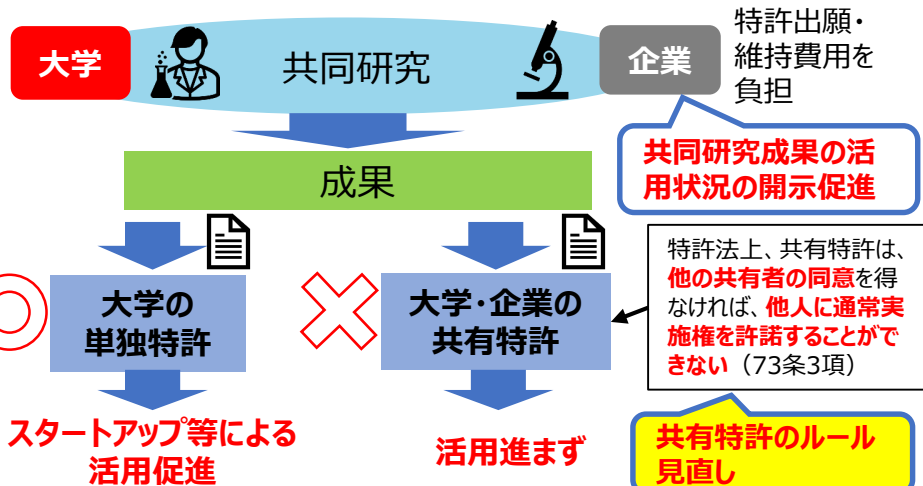 大学
共同研究
企業
特許出願・
維持費用を
負担
共同研究成果の活
用状況の開示促進
成果
大学の
単独特許
大学・企業の
共有特許
特許法上、共有特許は、
他の共有者の同意を得
なければ、他人に通常実
施権を許諾することがで
きない（73条3項）
スタートアップ等による
活用促進
活用進まず
共有特許のルール
見直し